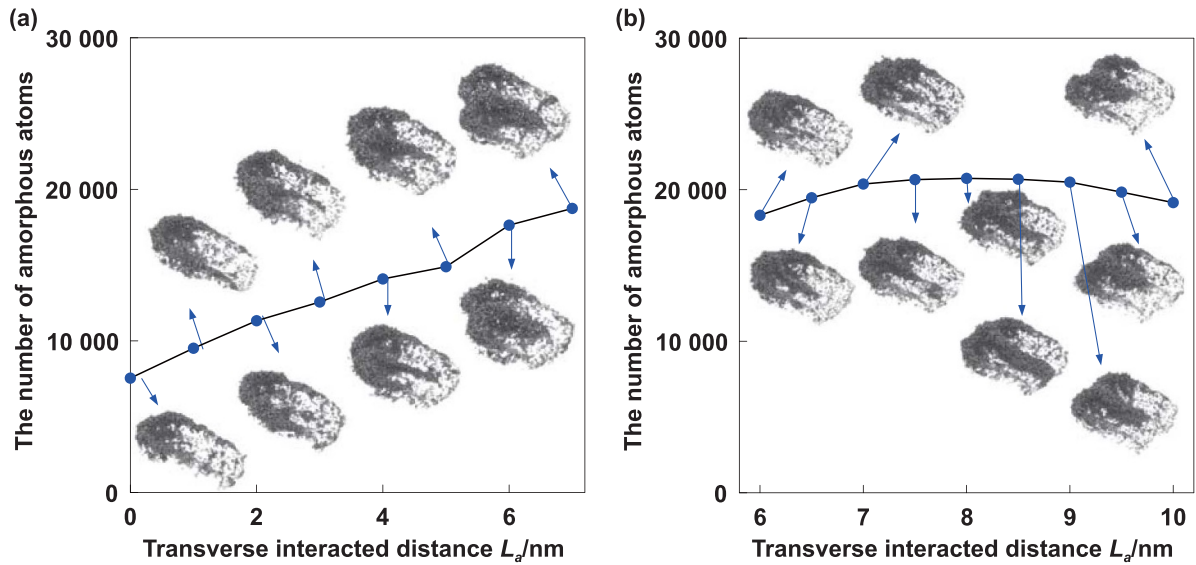 (a)
30 000
20 000
10 000
0
The number of amorphous atoms
0 2 4 6
Transverse interacted distance Lₐ/nm
(b)
30 000
20 000
10 000
0
The number of amorphous atoms
6 7 8 9 10
Transverse interacted distance Lₐ/nm